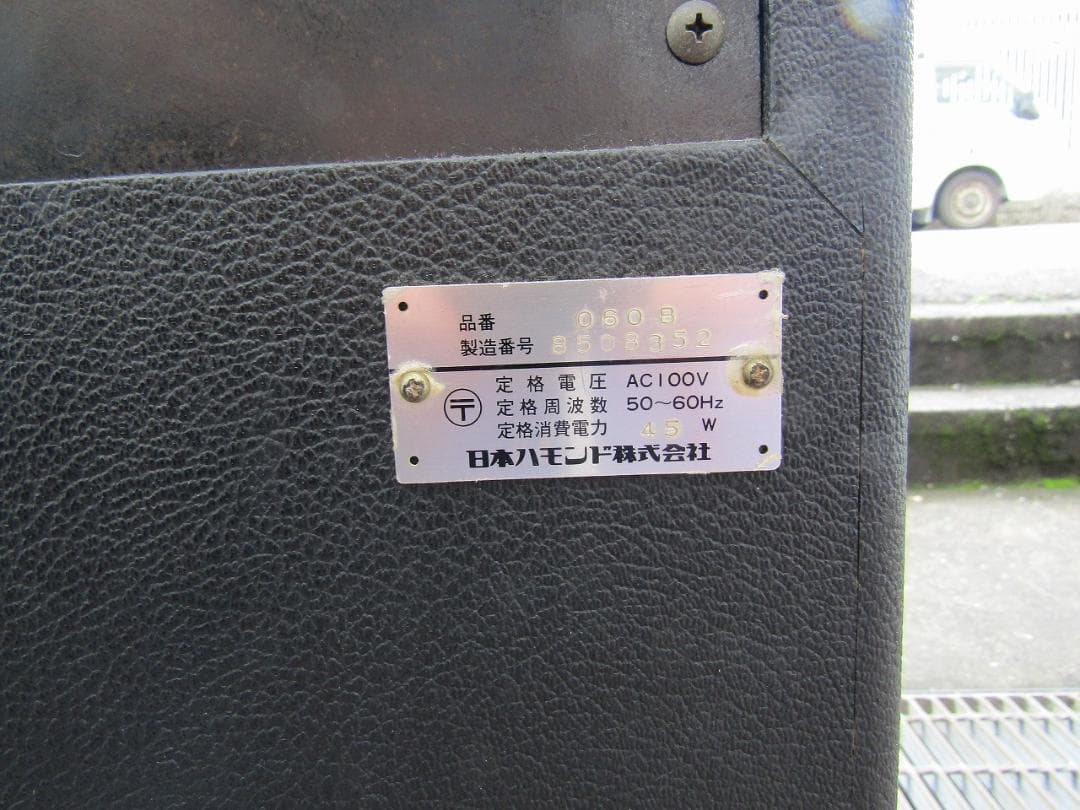 品番 060B
製造番号 8508352
定格電圧 AC100V
〒 定格周波数 50～60Hz
定格消費電力 45 W
日本ハモンド株式会社